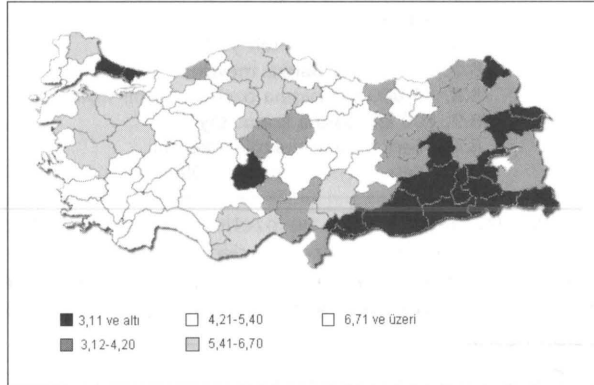 3,11 ve altı 4,21-5,40 6,71 ve üzeri
3,12-4,20 5,41-6,70